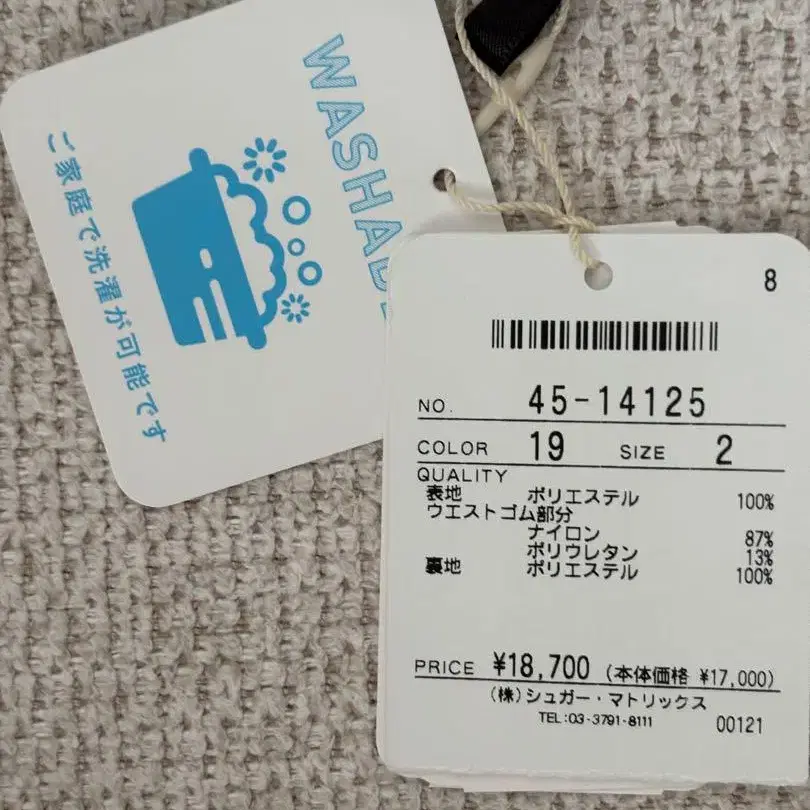 WASHAB
ご家庭で洗濯が可能です
8
NO. 45-14125
COLOR 19 SIZE 2
QUALITY
表地 ポリエステル 100%
ウエストゴム部分
ナイロン 87%
ポリウレタン 13%
裏地 ポリエステル 100%
PRICE ¥18,700 (本体価格 ¥17,000)
(株)シュガー・マトリックス
TEL:03-3791-8111 00121